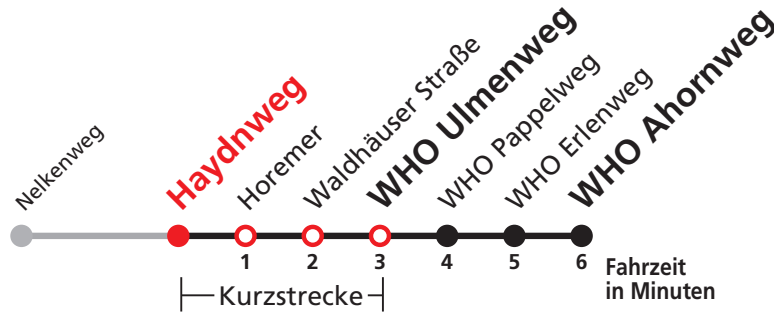 Nelkenweg
Haydnweg
Horemer
Waldhäuser Straße
WHO Ulmenweg
WHO Pappelweg
WHO Erlenweg
WHO Ahornweg
1 2 3 4 5 6
Fahrzeit
in Minuten
Kurzstrecke